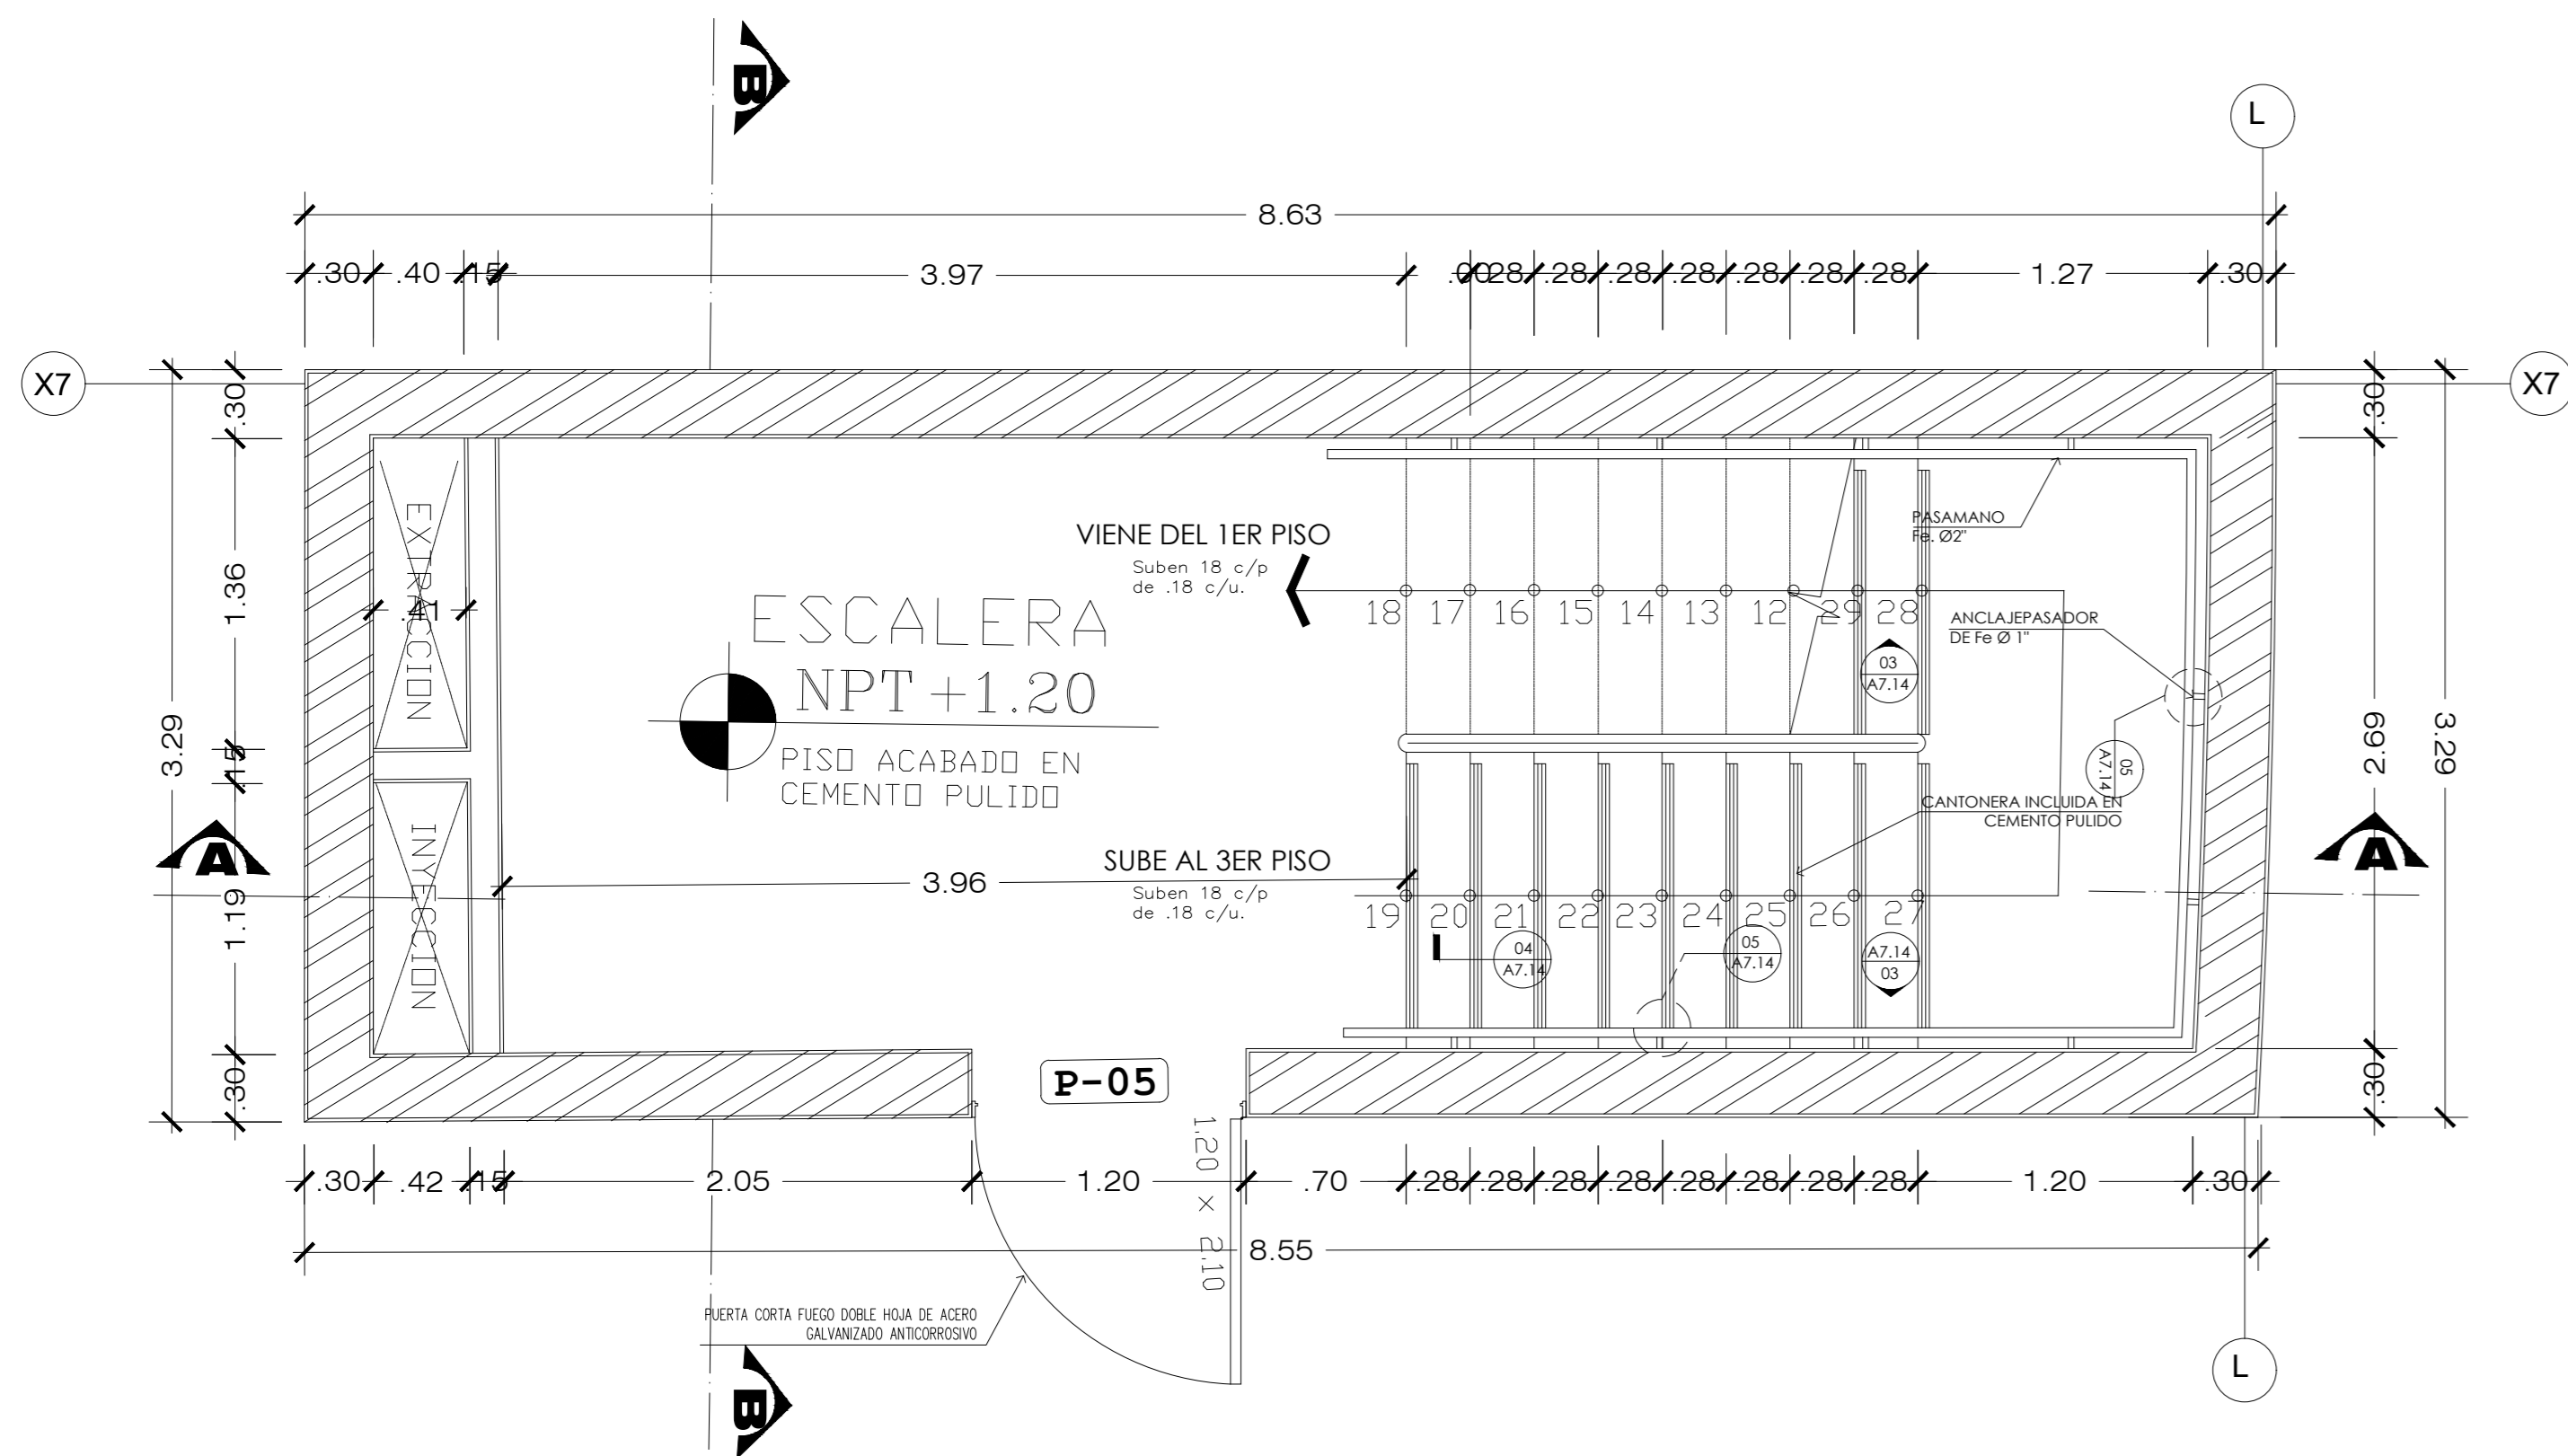 B
L
8.63
.30 .40 .15 3.97 .00 .28 .28 .28 .28 .28 .28 .28 1.27 .30
X7
X7
.30
1.36
.15
1.19
.30
3.29
.30
2.69
.30
3.29
EXTRACCION
.41
INYECCION
VIENE DEL 1ER PISO
Suben 18 c/p
de .18 c/u.
ESCALERA
NPT +1.20
PISO ACABADO EN
CEMENTO PULIDO
18 17 16 15 14 13 12 29 28
PASAMANO
Fe. Ø2"
ANCLAJEPASADOR
DE Fe Ø 1"
03
A7.14
05
A7.14
CANTONERA INCLUIDA EN
CEMENTO PULIDO
A
A
3.96
SUBE AL 3ER PISO
Suben 18 c/p
de .18 c/u.
19 20 21 22 23 24 25 26 27
04
A7.14
05
A7.14
A7.14
03
P-05
1.20 x 2.10
.30 .42 .15 2.05 1.20 .70 .28 .28 .28 .28 .28 .28 .28 .28 1.20 .30
8.55
PUERTA CORTA FUEGO DOBLE HOJA DE ACERO
GALVANIZADO ANTICORROSIVO
B
L